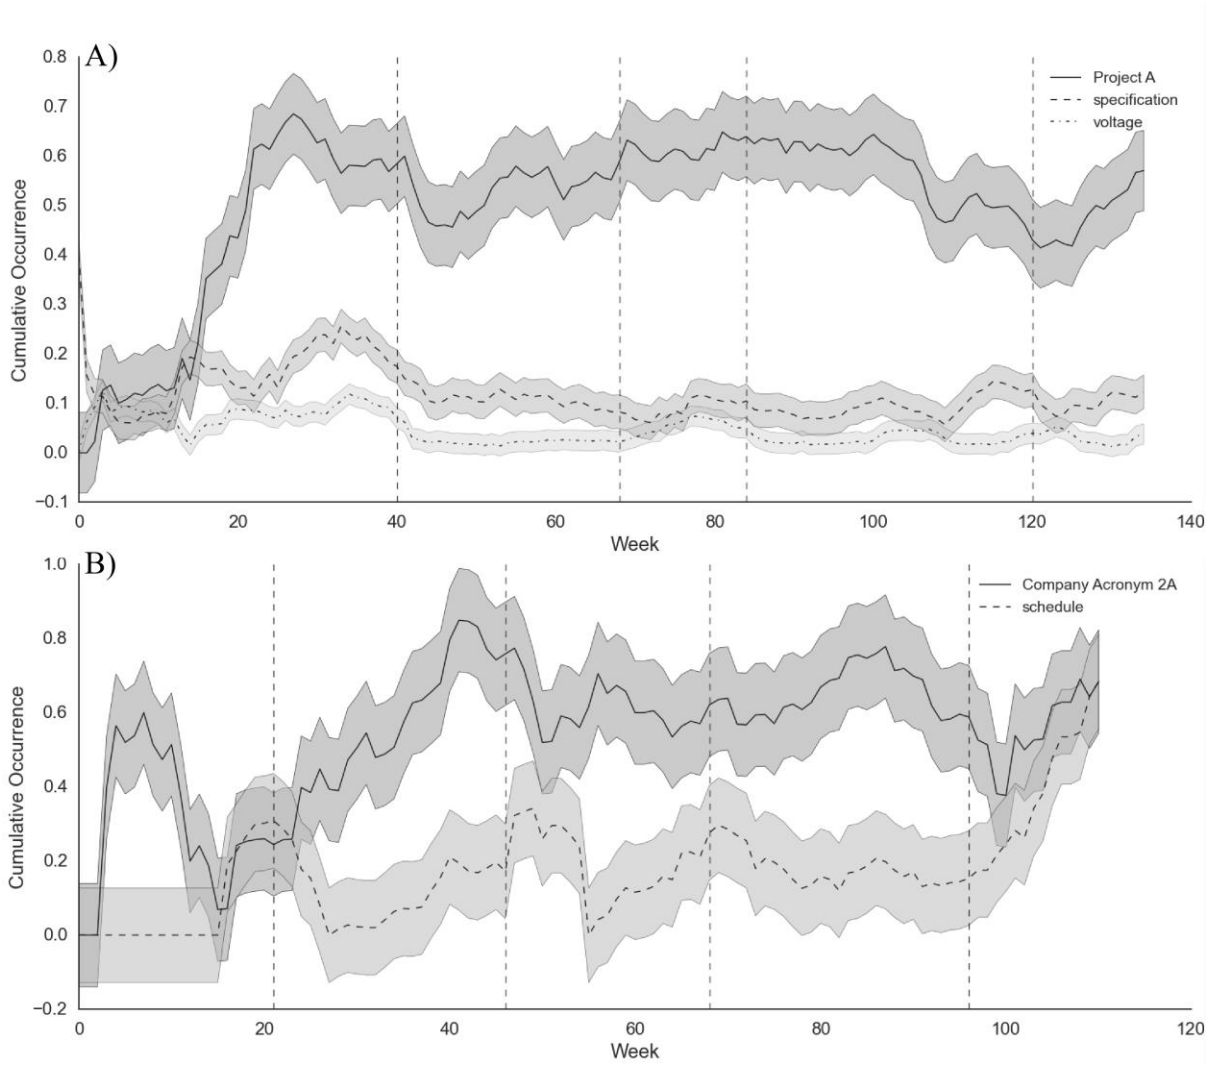 A)
0.8
0.7
0.6
0.5
0.4
0.3
0.2
0.1
0.0
−0.1
Cumulative Occurrence
Project A
specification
voltage
0 20 40 60 80 100 120 140
Week
B)
1.0
0.8
0.6
0.4
0.2
0.0
−0.2
Cumulative Occurrence
Company Acronym 2A
schedule
0 20 40 60 80 100 120
Week